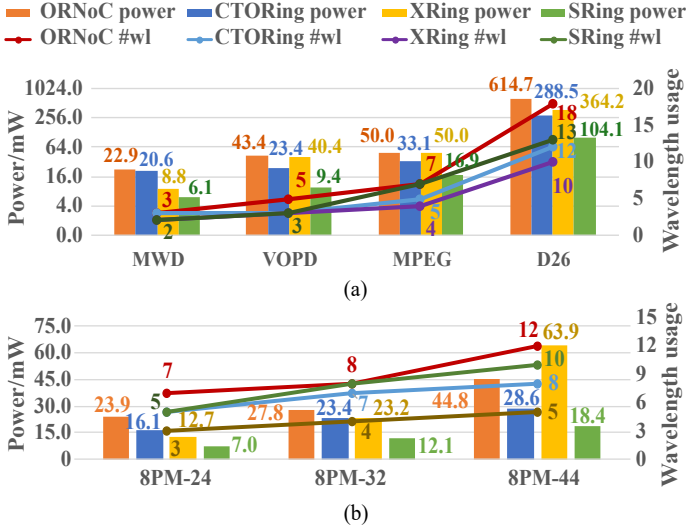 ORNoC power CTORing power XRing power SRing power
ORNoC #wl CTORing #wl XRing #wl SRing #wl
Power/mW
1024.0
256.0
64.0
16.0
4.0
0.0
22.9 20.6 8.8 6.1
3
2
43.4 23.4 40.4 9.4
5
3
50.0 33.1 50.0 16.9
7
5
4
614.7 288.5 364.2 104.1
18
13
12
10
20
15
10
5
0
Wavelength usage
MWD VOPD MPEG D26
(a)
Power/mW
75.0
60.0
45.0
30.0
15.0
0
23.9 16.1 12.7 7.0
7
5
3
27.8 23.4 23.2 12.1
8
7
4
44.8 28.6 63.9 18.4
12
10
8
5
15
12
9
6
3
0
Wavelength usage
8PM-24 8PM-32 8PM-44
(b)